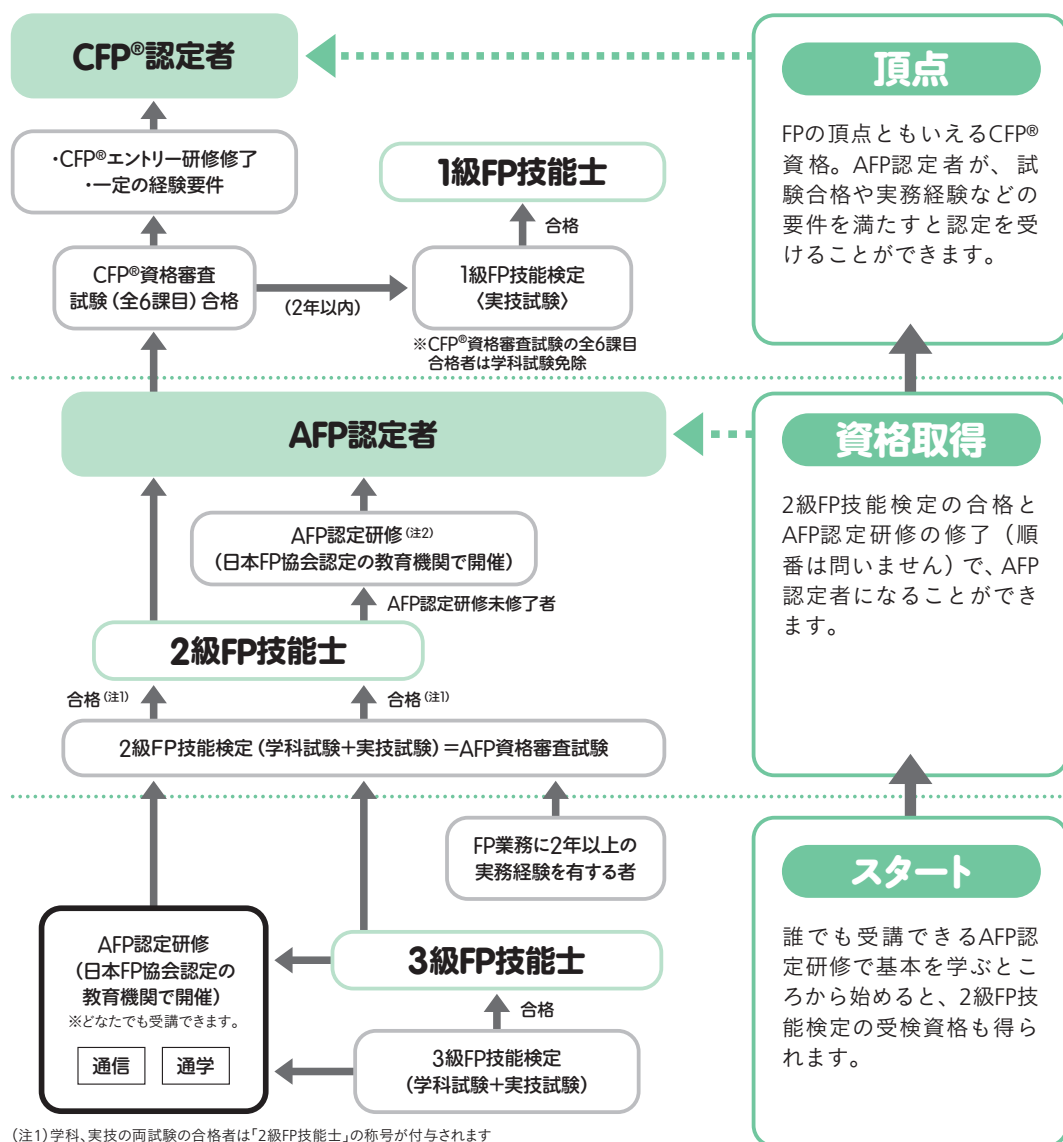 CFP®認定者
・CFP®エントリー研修修了
・一定の経験要件
CFP®資格審査
試験(全6課目)合格
(2年以内)
1級FP技能士
合格
1級FP技能検定
〈実技試験〉
※CFP®資格審査試験の全6課目
合格者は学科試験免除
頂点
FPの頂点ともいえるCFP®
資格。AFP認定者が、試
験合格や実務経験などの
要件を満たすと認定を受
けることができます。
AFP認定者
AFP認定研修(注2)
(日本FP協会認定の教育機関で開催)
AFP認定研修未修了者
2級FP技能士
合格(注1)
合格(注1)
2級FP技能検定(学科試験+実技試験)=AFP資格審査試験
資格取得
2級FP技能検定の合格と
AFP認定研修の修了(順
番は問いません)で、AFP
認定者になることができ
ます。
FP業務に2年以上の
実務経験を有する者
AFP認定研修
(日本FP協会認定の
教育機関で開催)
※どなたでも受講できます。
通信 通学
3級FP技能士
合格
3級FP技能検定
(学科試験+実技試験)
スタート
誰でも受講できるAFP認
定研修で基本を学ぶとこ
ろから始めると、2級FP技
能検定の受検資格も得ら
れます。
(注1)学科、実技の両試験の合格者は「2級FP技能士」の称号が付与されます